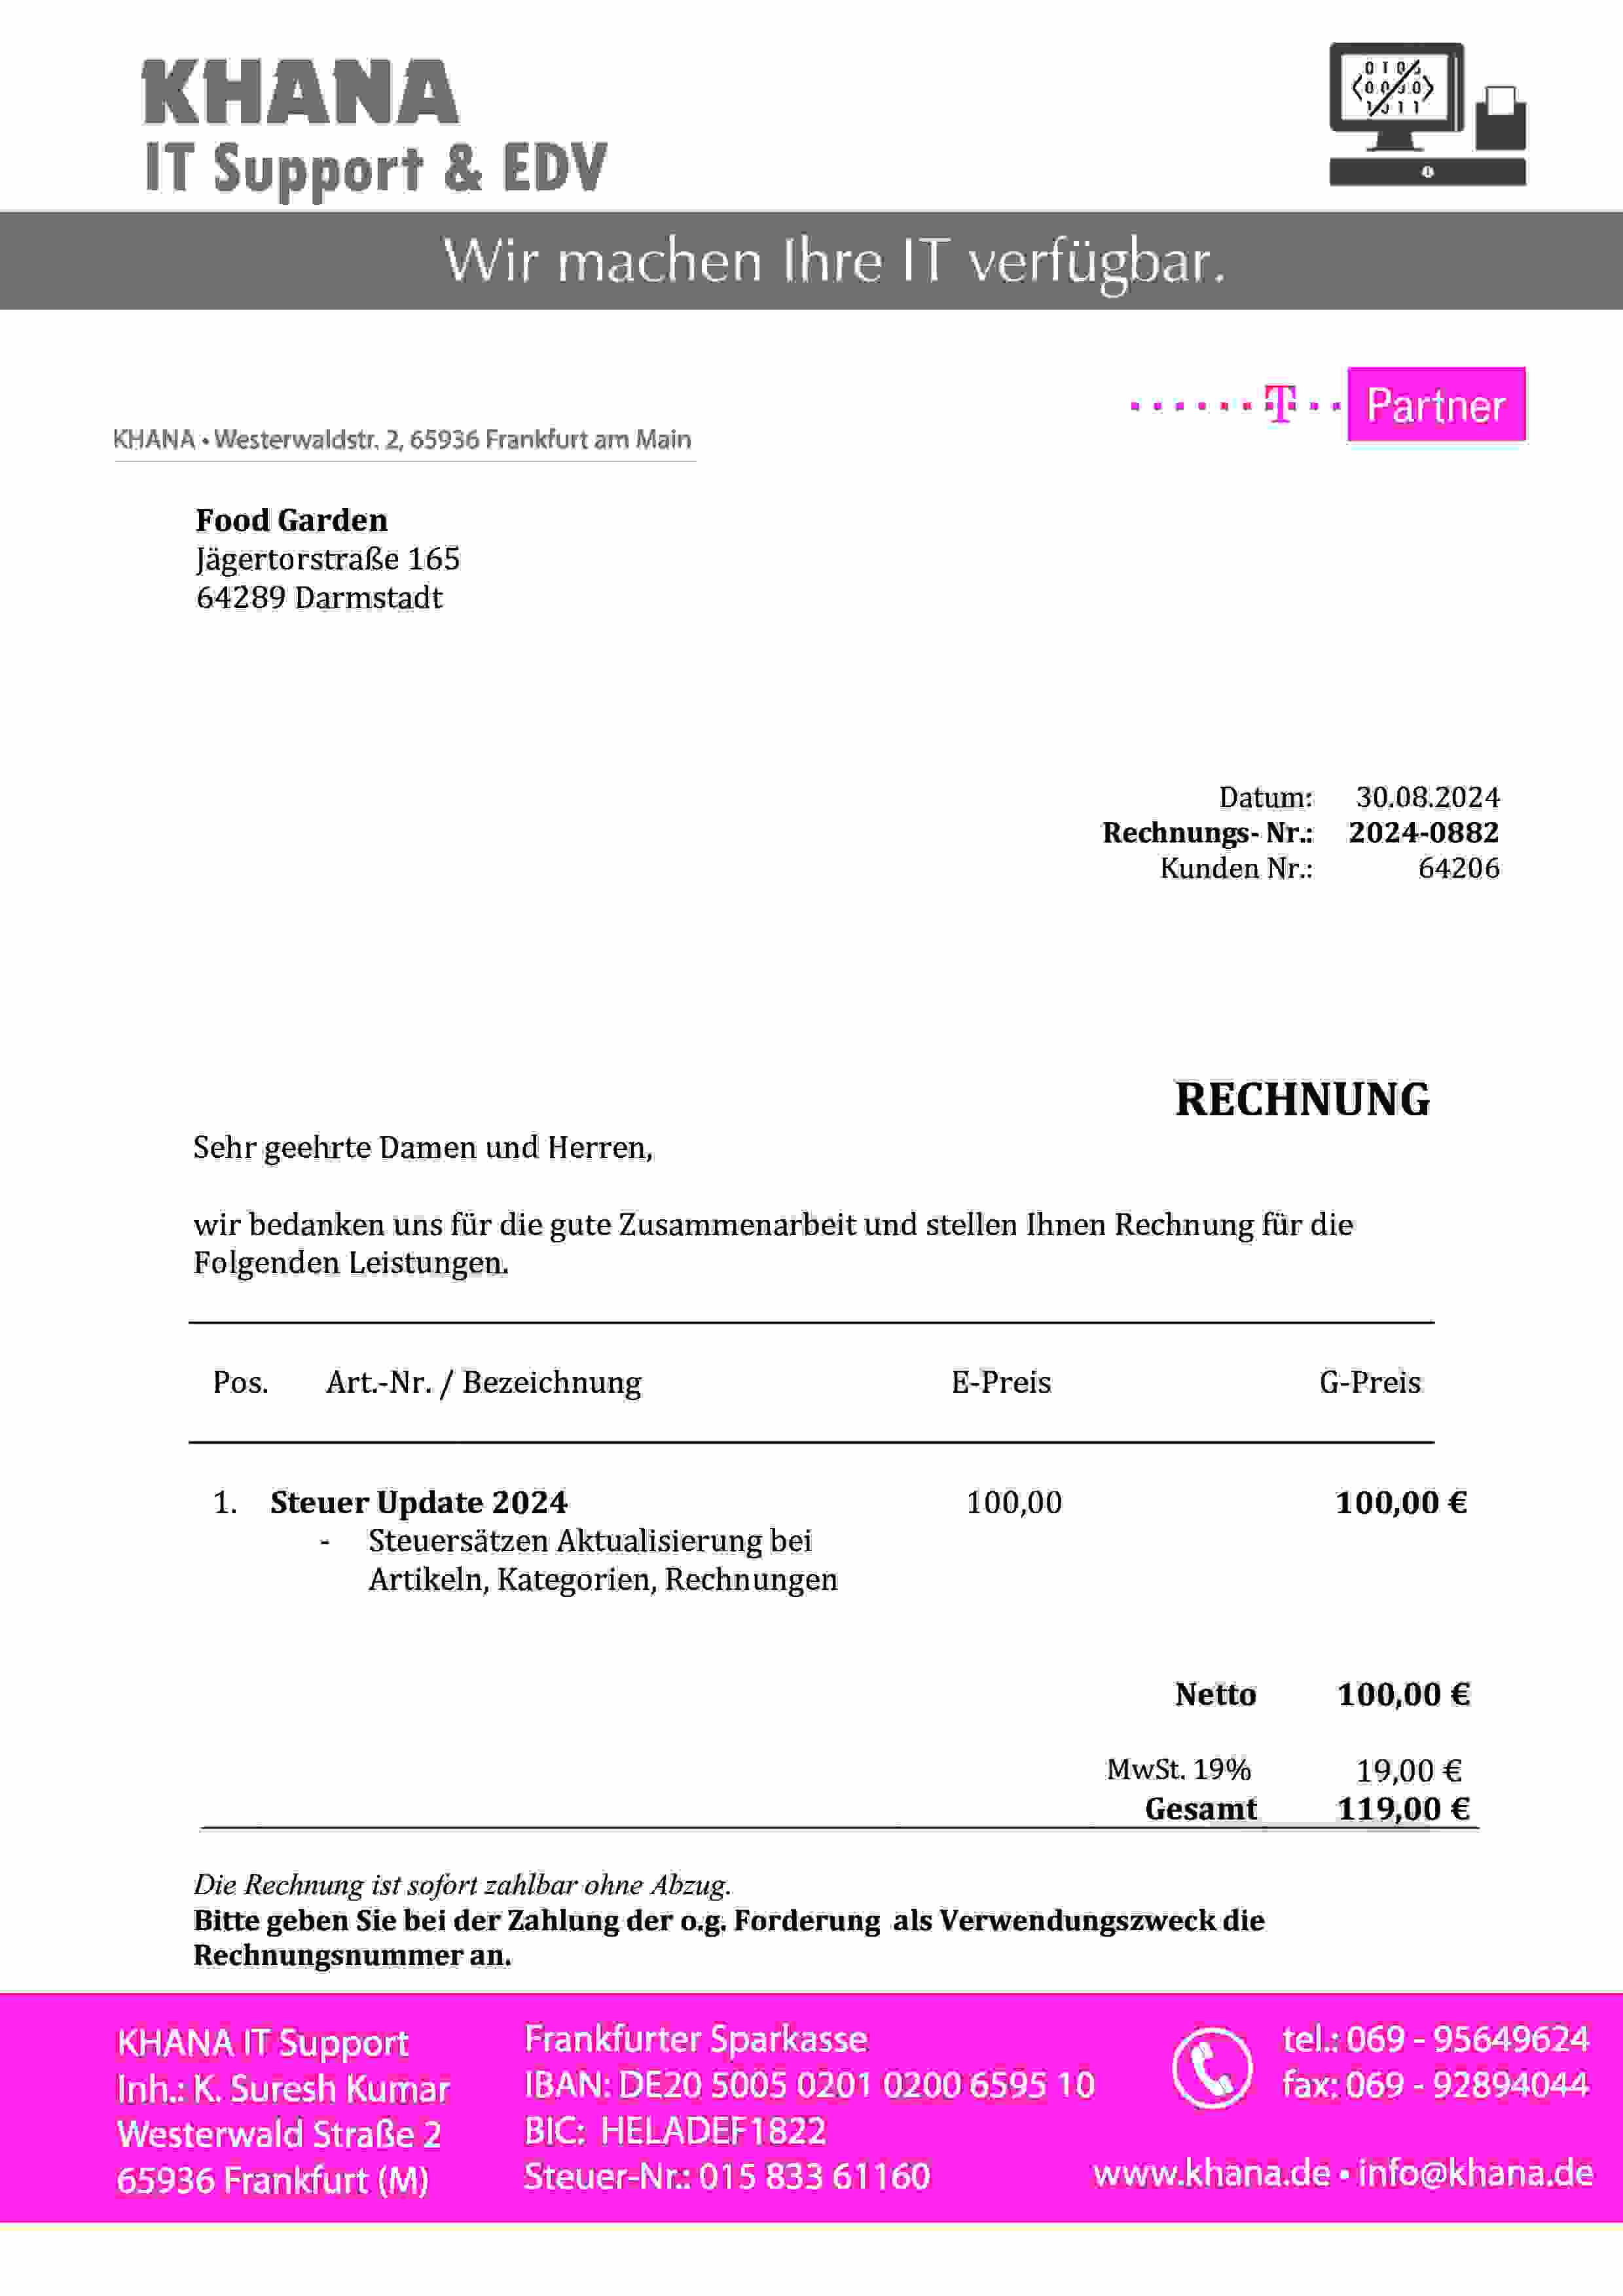 KHANA
IT Support & EDV
Wir machen Ihre IT verfügbar.
T Partner
KHANA • Westerwaldstr. 2, 65936 Frankfurt am Main
Food Garden
Jägertorstraße 165
64289 Darmstadt
Datum: 30.08.2024
Rechnungs- Nr.: 2024-0882
Kunden Nr.: 64206
RECHNUNG
Sehr geehrte Damen und Herren,
wir bedanken uns für die gute Zusammenarbeit und stellen Ihnen Rechnung für die
Folgenden Leistungen.
Pos. Art.-Nr. / Bezeichnung E-Preis G-Preis
1. Steuer Update 2024 100,00 100,00 €
- Steuersätzen Aktualisierung bei
Artikeln, Kategorien, Rechnungen
Netto 100,00 €
MwSt. 19% 19,00 €
Gesamt 119,00 €
Die Rechnung ist sofort zahlbar ohne Abzug.
Bitte geben Sie bei der Zahlung der o.g. Forderung als Verwendungszweck die
Rechnungsnummer an.
KHANA IT Support
Inh.: K. Suresh Kumar
Westerwald Straße 2
65936 Frankfurt (M)
Frankfurter Sparkasse
IBAN: DE20 5005 0201 0200 6595 10
BIC: HELADEF1822
Steuer-Nr.: 015 833 61160
tel.: 069 - 95649624
fax: 069 - 92894044
www.khana.de • info@khana.de